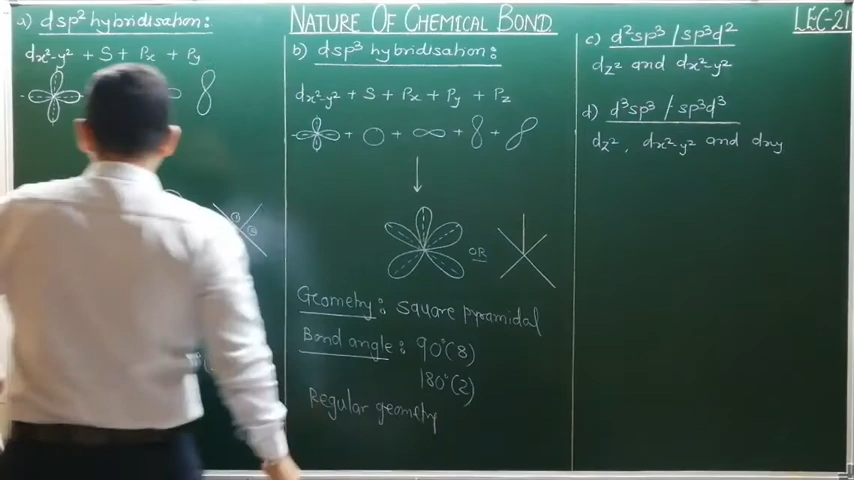 NATURE OF CHEMICAL BOND
LEC-21
a) dsp² hybridisation:
dx²-y² + S + Px + Py
b) dsp³ hybridisation:
dx²-y² + S + Px + Py + Pz
+ + + +
OR
Geometry: square pyramidal
Bond angle: 90°(8)
180°(2)
Regular geometry
c) d²sp³ / sp³d²
dz² and dx²-y²
d) d³sp³ / sp³d³
dz², dx²-y² and dxy